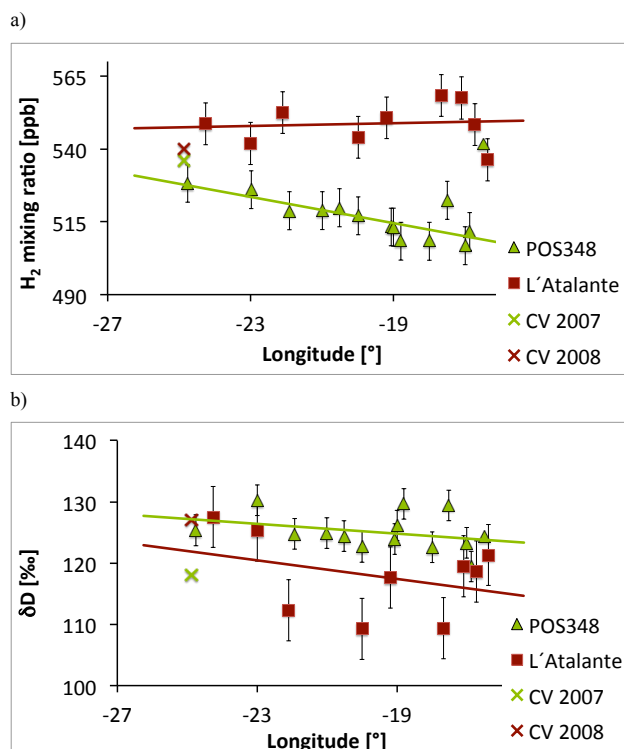 a)
H₂ mixing ratio [ppb]
565
540
515
490
-27
-23
-19
Longitude [°]
POS348
L´Atalante
CV 2007
CV 2008
b)
δD [‰]
140
130
120
110
100
-27
-23
-19
Longitude [°]
POS348
L´Atalante
CV 2007
CV 2008